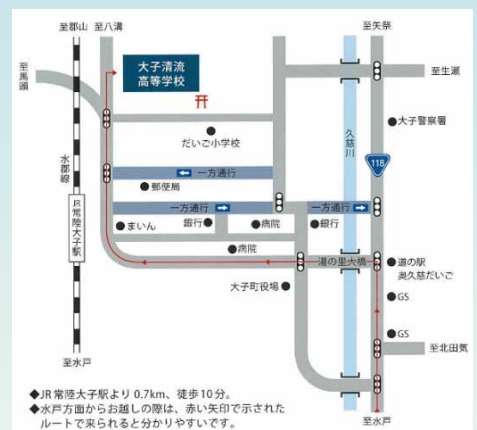 至郡山
至八溝
至矢祭
至馬頭
大子清流
高等学校
至生瀬
大子警察署
だいご小学校
久慈川
118
一方通行
郵便局
水郡線
JR常陸大子駅
一方通行
一方通行
まいん
銀行
病院
銀行
病院
道の里大橋
道の駅
奥久慈だいご
大子町役場
GS
GS
至北田気
至水戸
至水戸
◆JR常陸大子駅より0.7km、徒歩10分。
◆水戸方面からお越しの際は、赤い矢印で示された
ルートで来られると分かりやすいです。